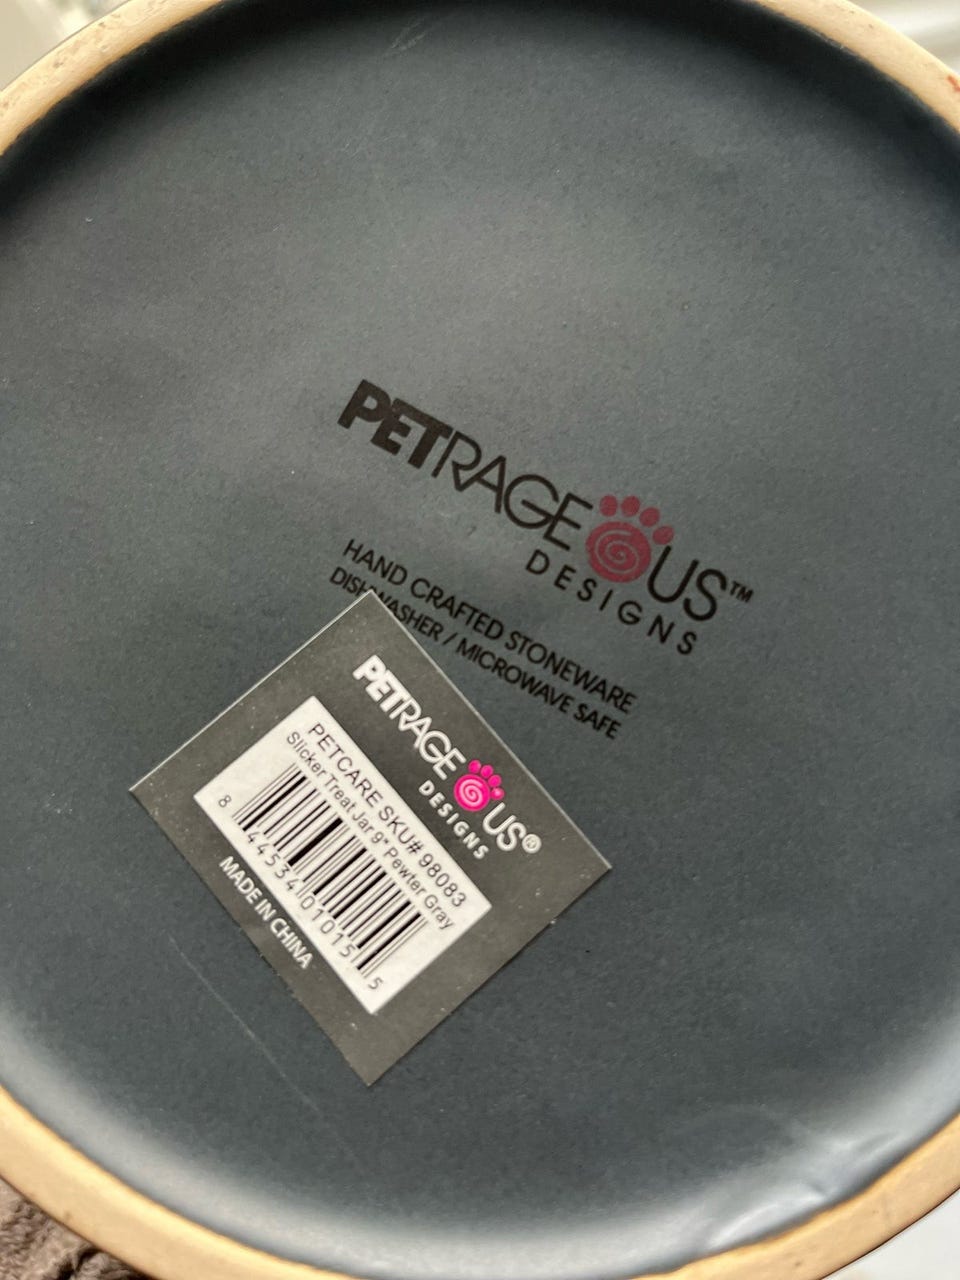 PETRAGEOUS™
DESIGNS
HAND CRAFTED STONEWARE
DISHWASHER / MICROWAVE SAFE
PETRAGEOUS®
DESIGNS
PETCARE SKU# 98083
Slicker Treat Jar 9" Pewter Gray
8 44534 01015 5
MADE IN CHINA